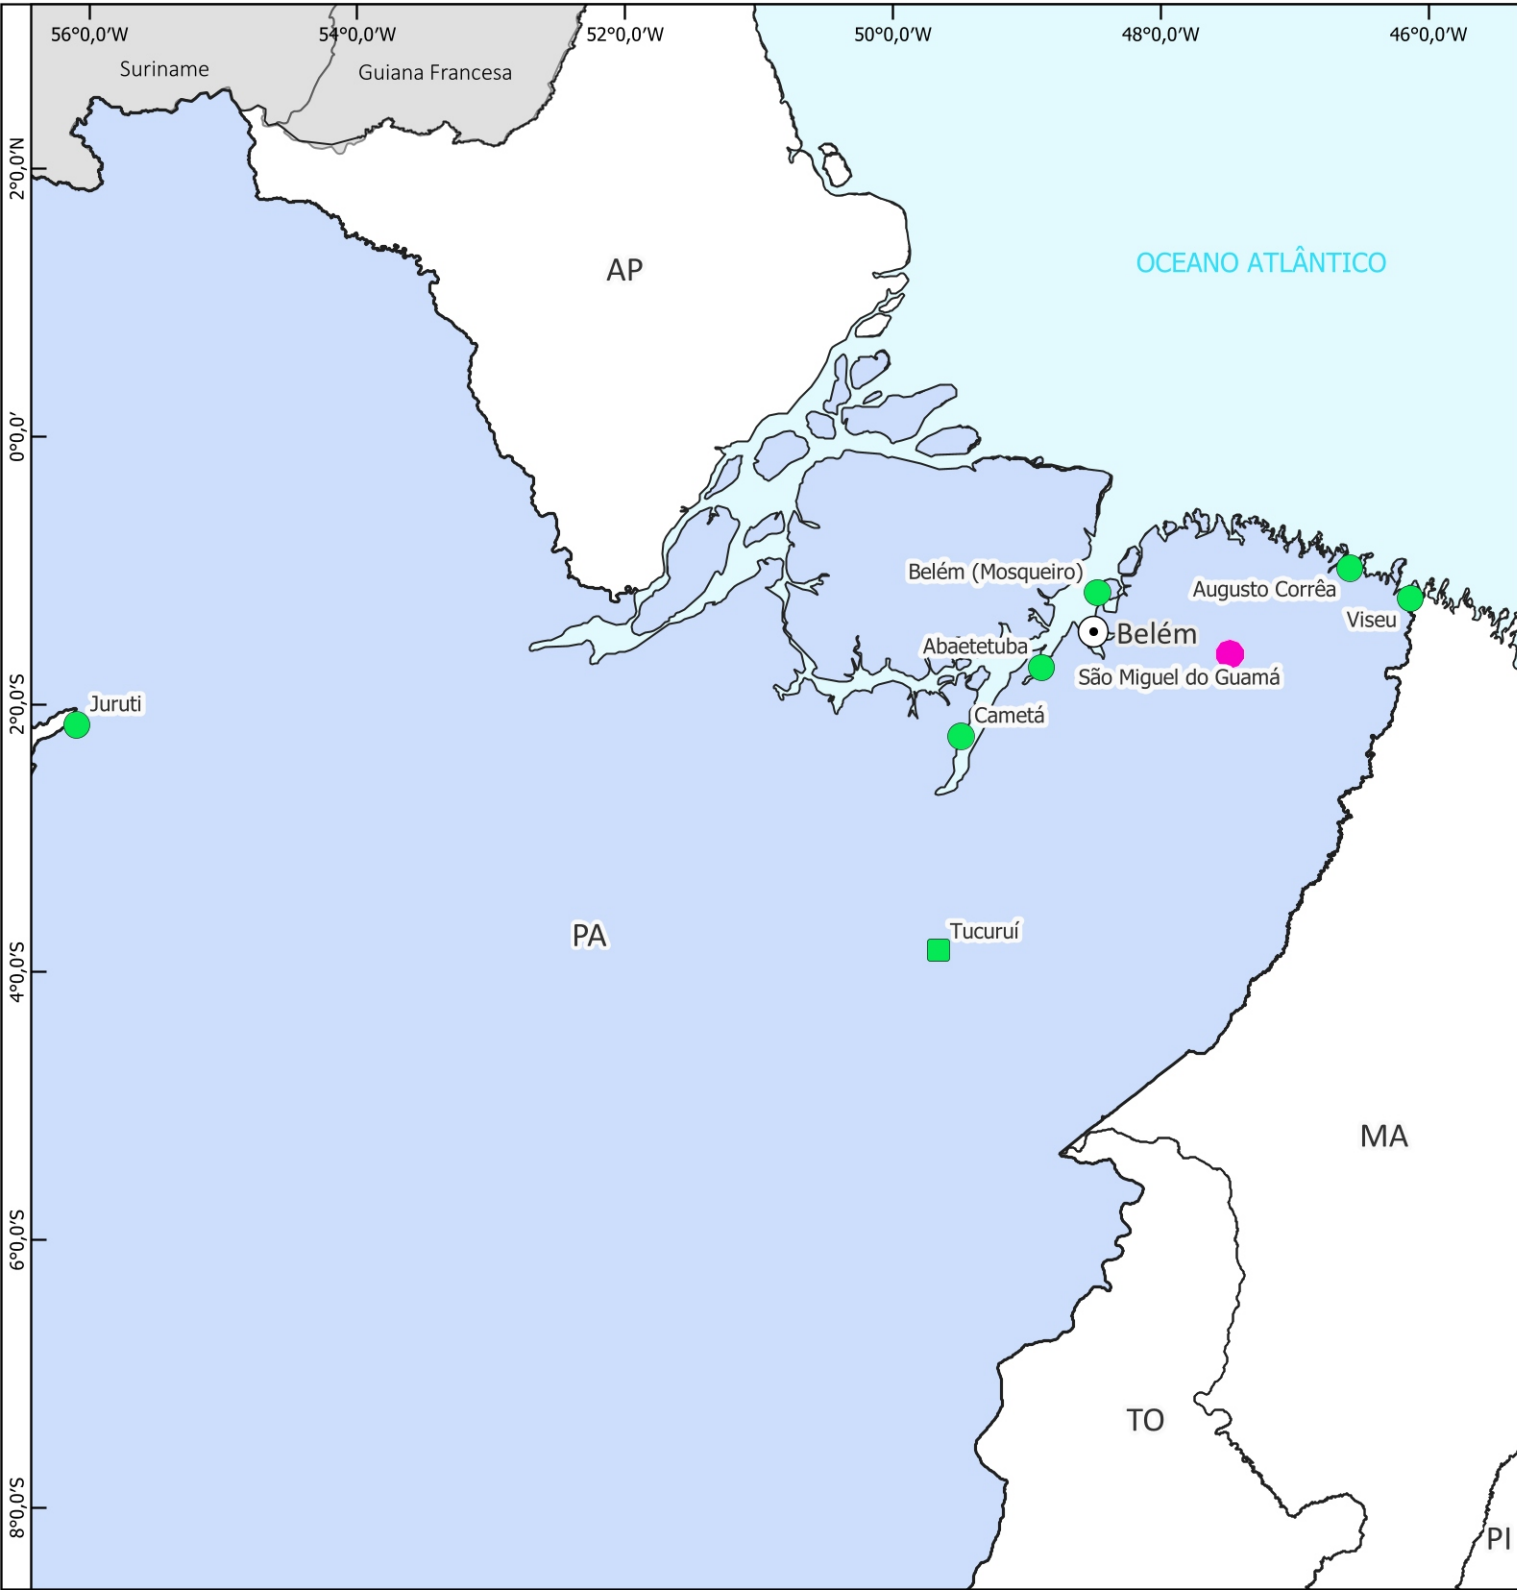 56°0,0'W
54°0,0'W
52°0,0'W
50°0,0'W
48°0,0'W
46°0,0'W
Suriname
Guiana Francesa
2°0,0'N
OCEANO ATLÂNTICO
AP
0°0,0'
Belém (Mosqueiro)
Augusto Corrêa
Viseu
Belém
Abaetetuba
São Miguel do Guamá
2°0,0'S
Juruti
Cametá
Tucuruí
PA
4°0,0'S
MA
6°0,0'S
TO
8°0,0'S
PI